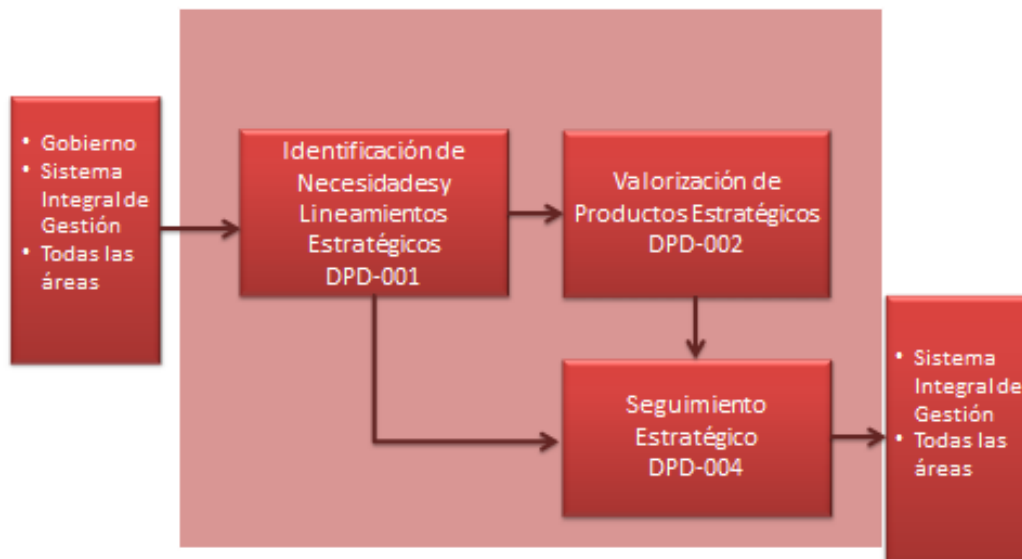 • Gobierno
• Sistema
Integral de
Gestión
• Todas las
áreas
Identificación de
Necesidadesy
Lineamientos
Estratégicos
DPD-001
Valorización de
Productos Estratégicos
DPD-002
Seguimiento
Estratégico
DPD-004
• Sistema
Integral de
Gestión
• Todas las
áreas